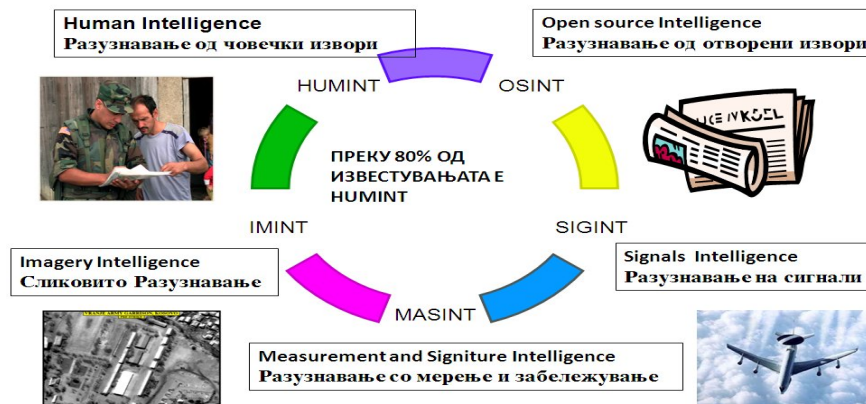 Human Intelligence
Разузнавање од човечки извори
Open source Intelligence
Разузнавање од отворени извори
HUMINT
OSINT
ПРЕКУ 80% ОД
ИЗВЕСТУВАЊАТА Е
HUMINT
IMINT
SIGINT
Imagery Intelligence
Сликовито Разузнавање
Signals Intelligence
Разузнавање на сигнали
MASINT
Measurement and Signiture Intelligence
Разузнавање со мерење и забележување